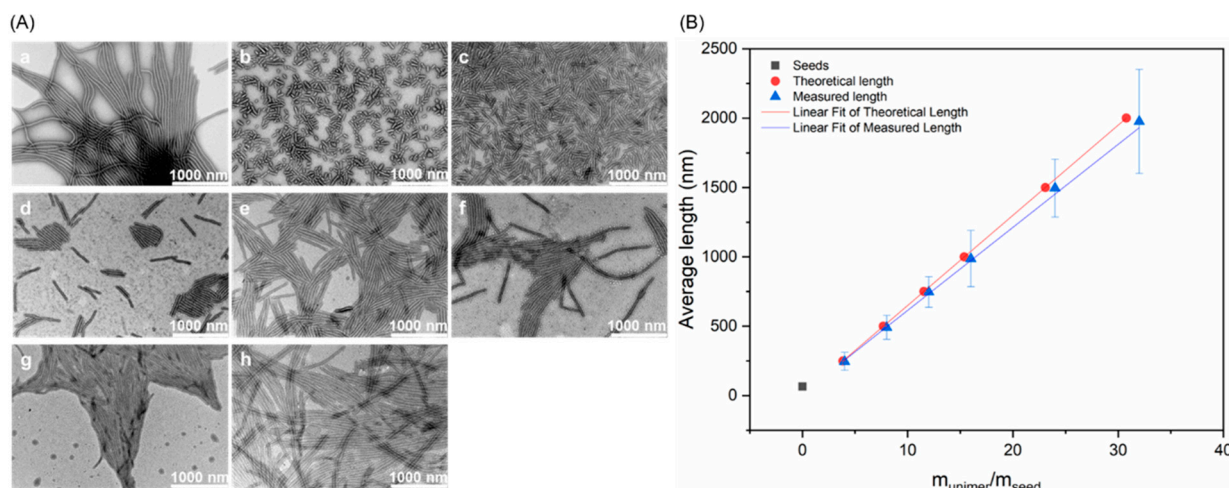 (A)
a
1000 nm
b
1000 nm
c
1000 nm
d
1000 nm
e
1000 nm
f
1000 nm
g
1000 nm
h
1000 nm
(B)
Seeds
Theoretical length
Measured length
Linear Fit of Theoretical Length
Linear Fit of Measured Length
Average length (nm)
2500
2000
1500
1000
500
0
0 10 20 30 40
m_unimer/m_seed